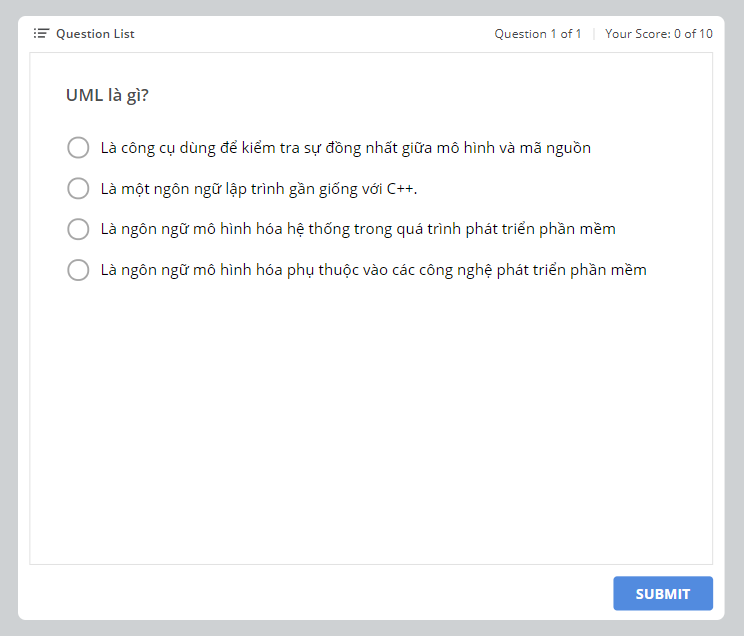 Question List
Question 1 of 1
Your Score: 0 of 10
UML là gì?
Là công cụ dùng để kiểm tra sự đồng nhất giữa mô hình và mã nguồn
Là một ngôn ngữ lập trình gần giống với C++.
Là ngôn ngữ mô hình hóa hệ thống trong quá trình phát triển phần mềm
Là ngôn ngữ mô hình hóa phụ thuộc vào các công nghệ phát triển phần mềm
SUBMIT